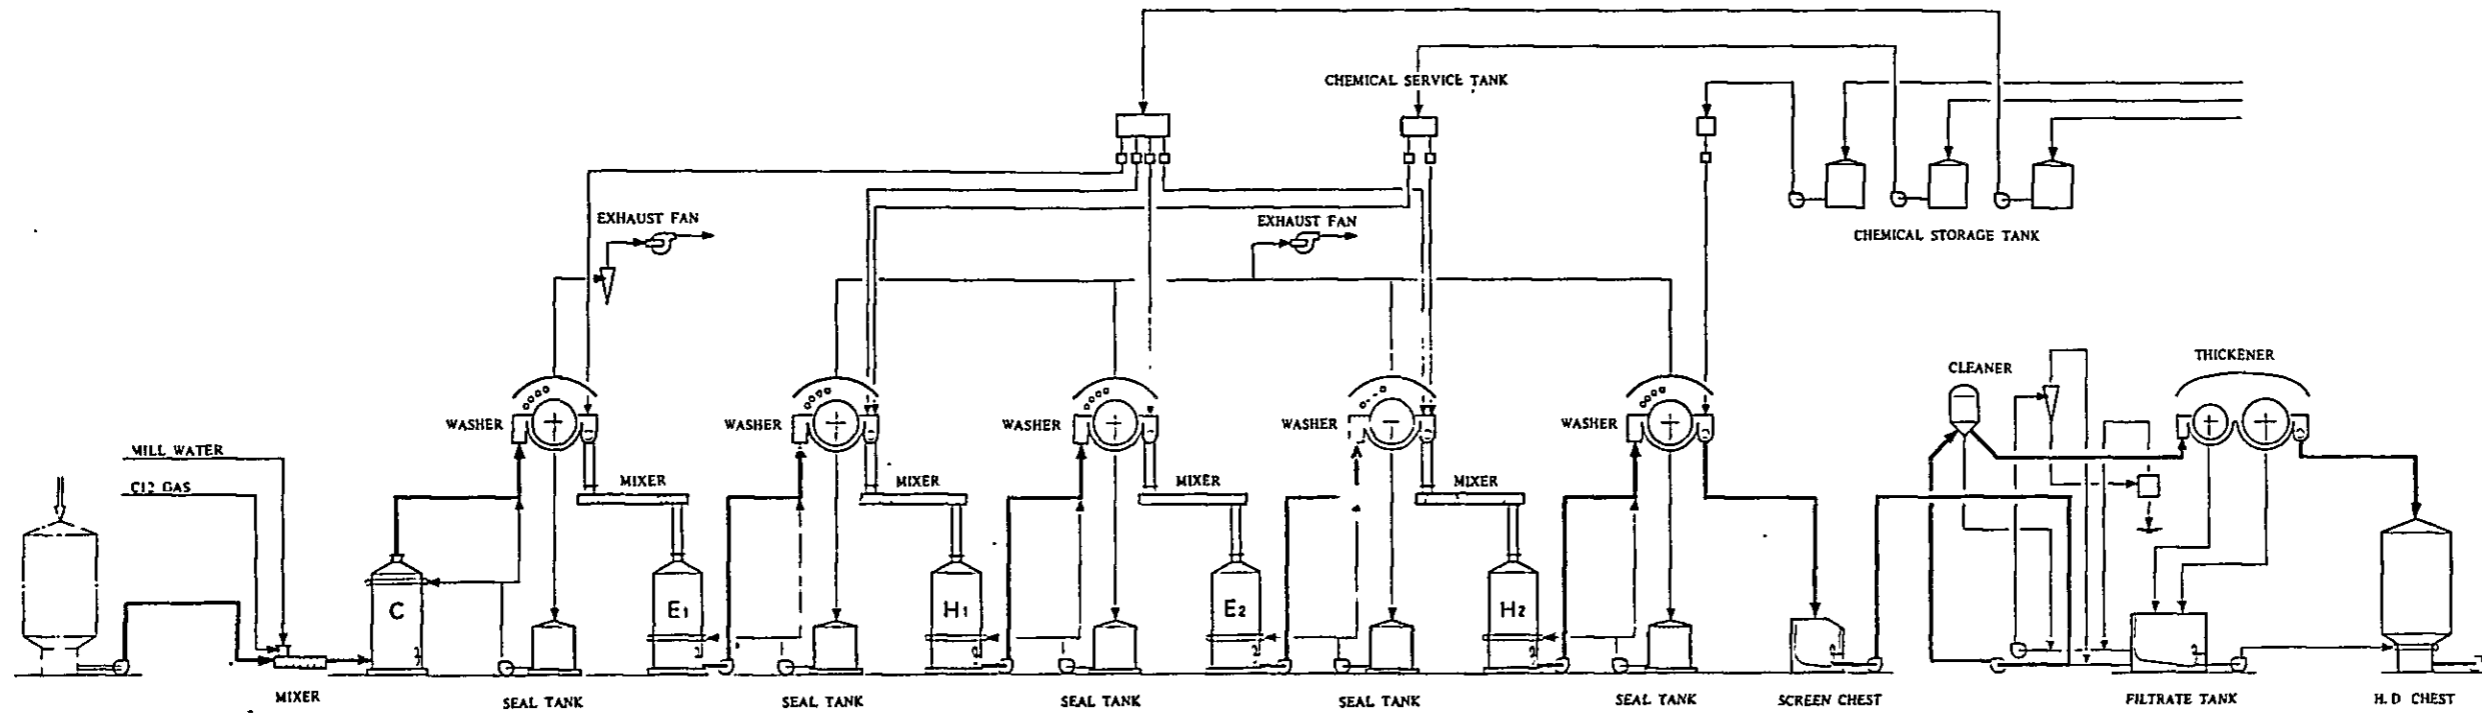 CHEMICAL SERVICE TANK
EXHAUST FAN
EXHAUST FAN
CHEMICAL STORAGE TANK
THICKENER
CLEANER
WASHER
WASHER
WASHER
WASHER
WASHER
MILL WATER
Cl2 GAS
MIXER
MIXER
MIXER
MIXER
C
E1
H1
E2
H2
MIXER
SEAL TANK
SEAL TANK
SEAL TANK
SEAL TANK
SEAL TANK
SCREEN CHEST
FILTRATE TANK
H.D CHEST